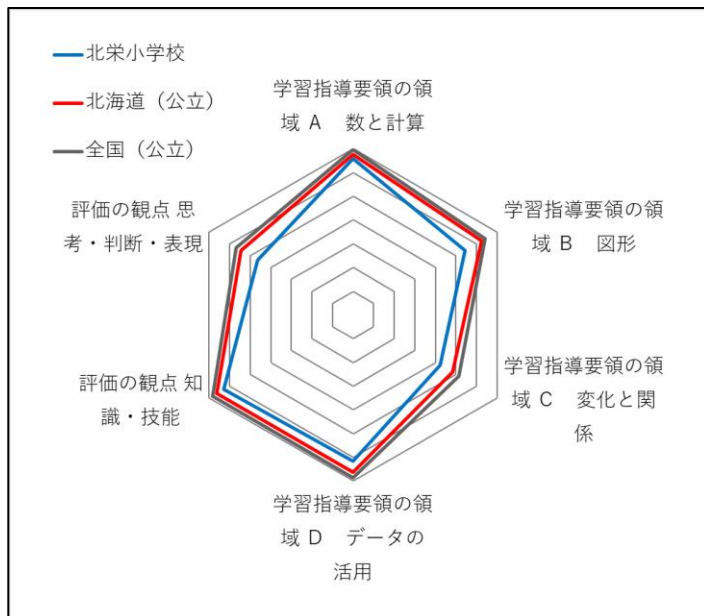 北栄小学校
北海道（公立）
全国（公立）
学習指導要領の領
域 A　数と計算
学習指導要領の領
域 B　図形
学習指導要領の領
域 C　変化と関
係
学習指導要領の領
域 D　データの
活用
評価の観点 知
識・技能
評価の観点 思
考・判断・表現